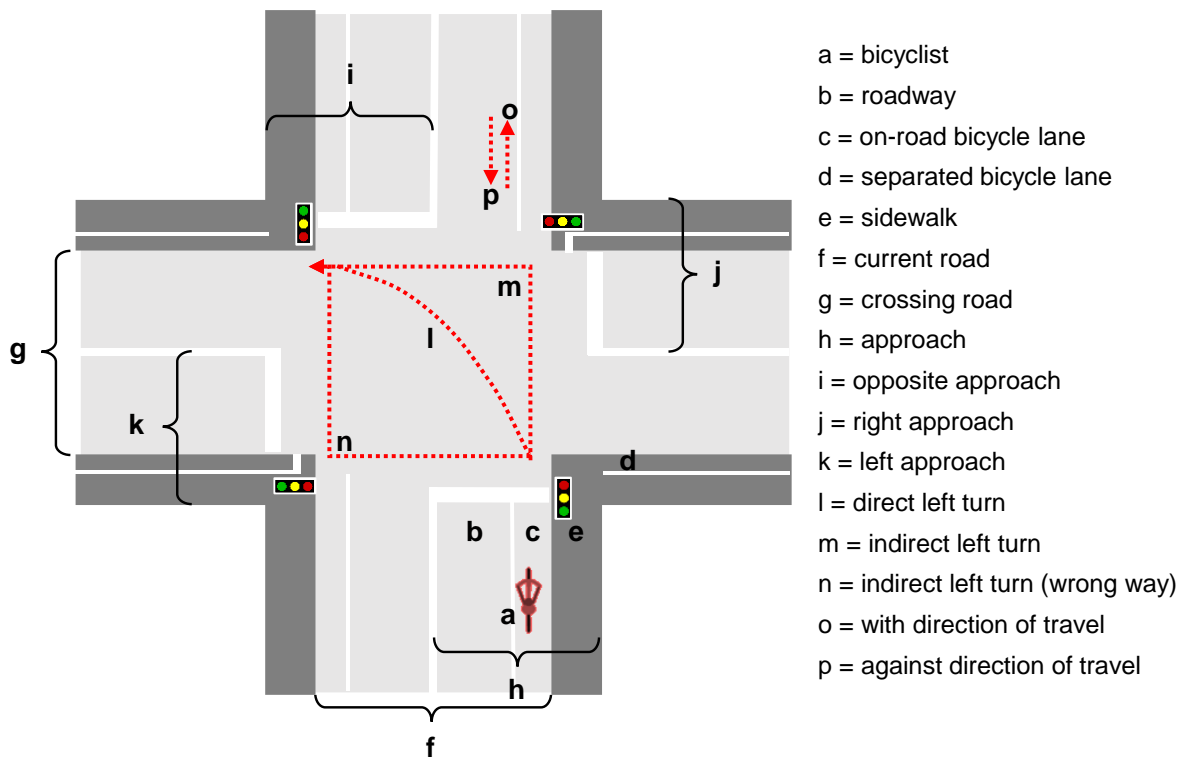 i
o
p
m
j
l
g
k
n
d
b
c
e
a
h
f
a = bicyclist
b = roadway
c = on-road bicycle lane
d = separated bicycle lane
e = sidewalk
f = current road
g = crossing road
h = approach
i = opposite approach
j = right approach
k = left approach
l = direct left turn
m = indirect left turn
n = indirect left turn (wrong way)
o = with direction of travel
p = against direction of travel